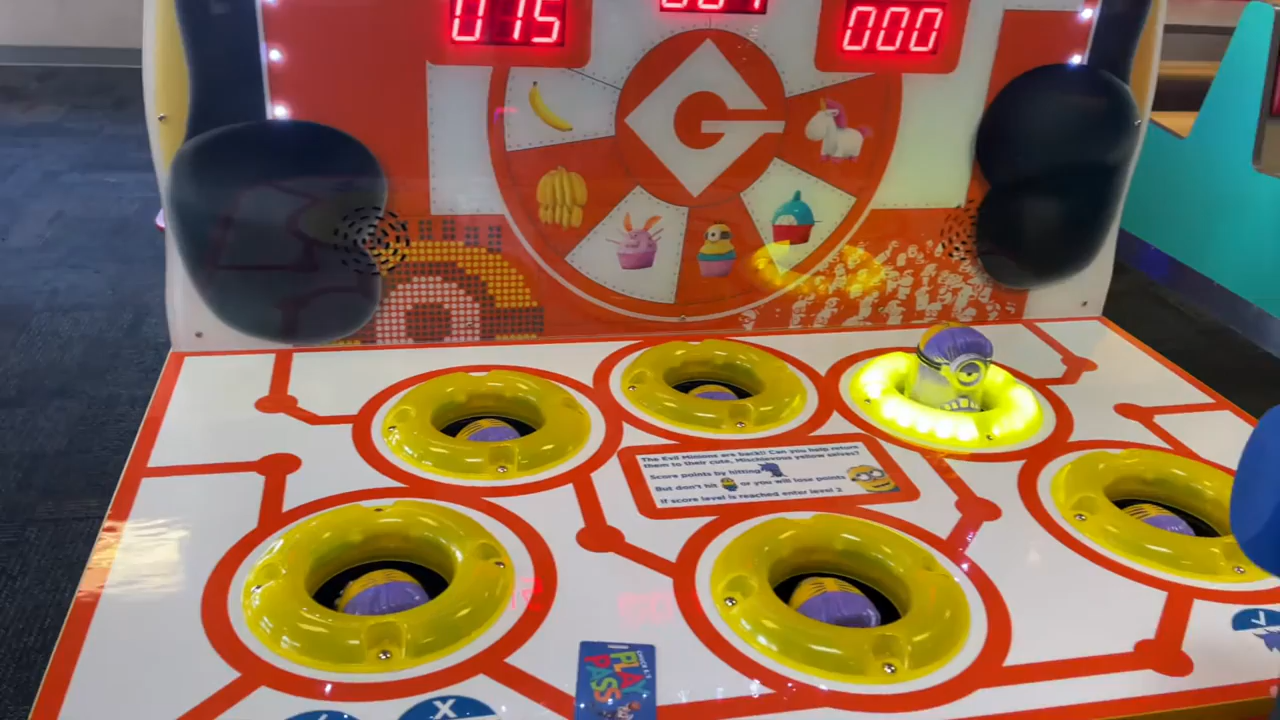 015
000
G
The Evil Minions are back!! Can you help return
them to their cute, Mischievous yellow selves?
Score points by hitting
But don't hit or you will lose points
If score level is reached enter level 2
PLAY
PASS
X